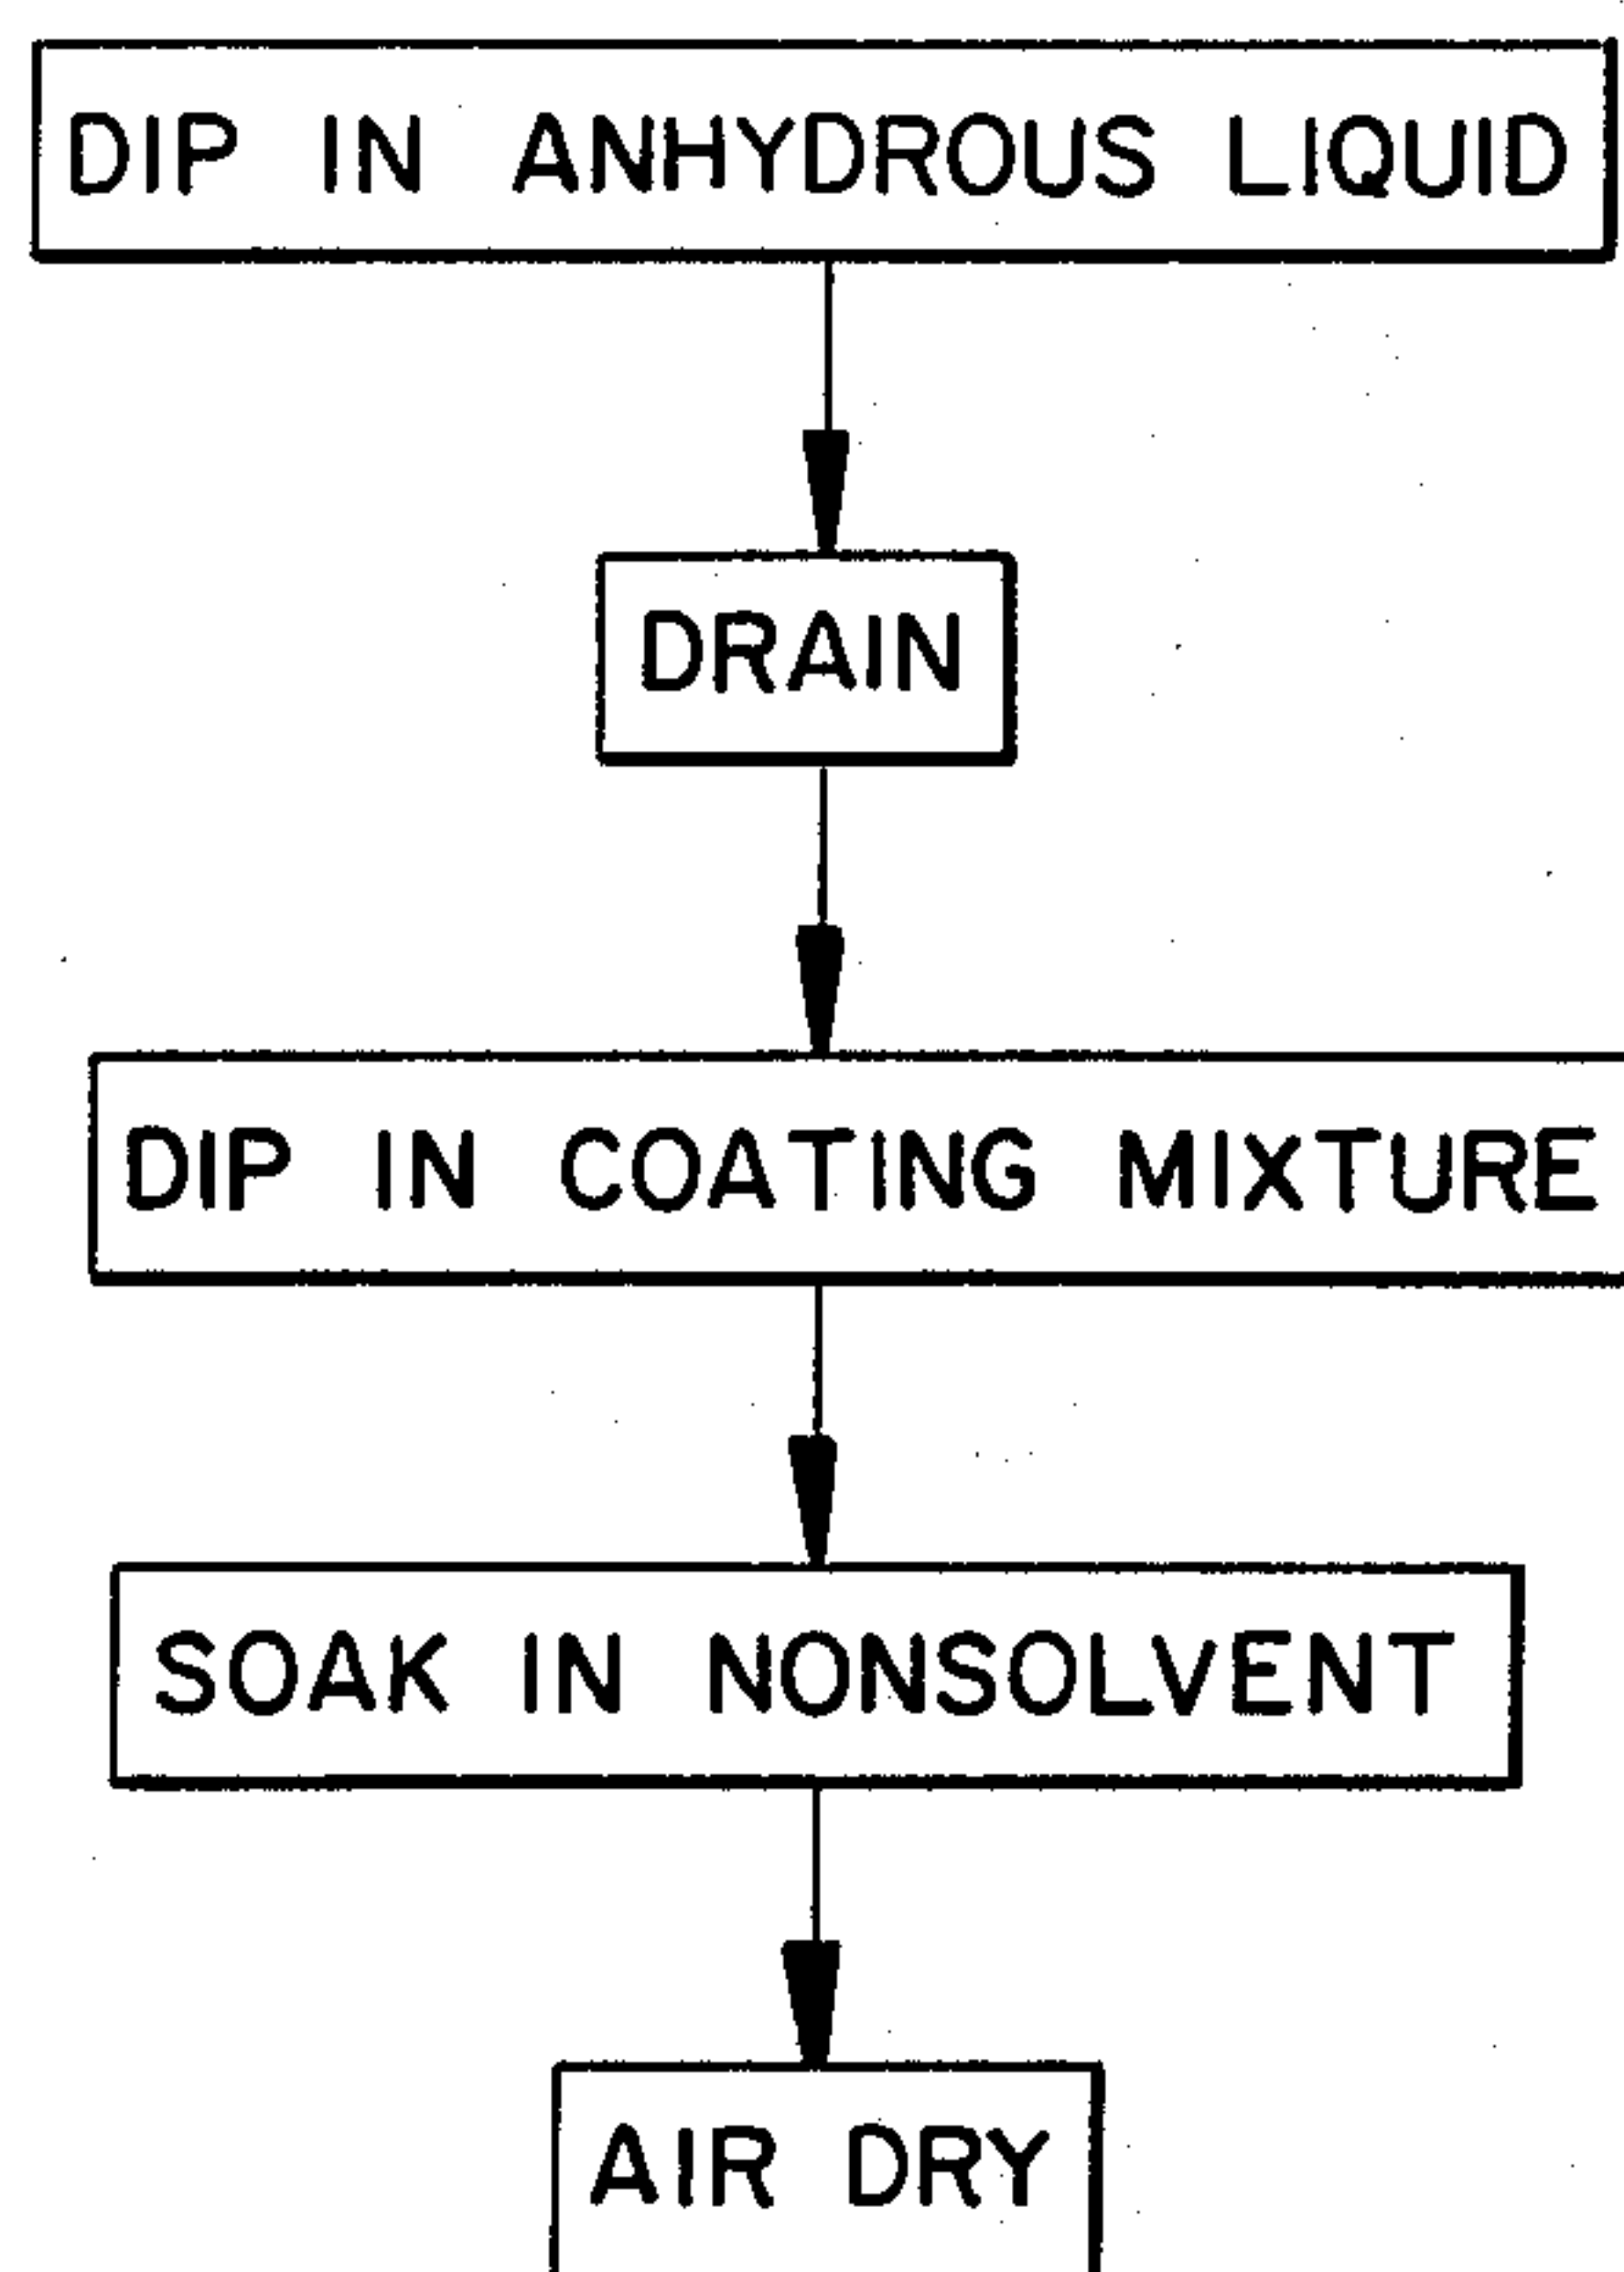 DIP IN ANHYDROUS LIQUID
DRAIN
DIP IN COATING MIXTURE
SOAK IN NONSOLVENT
AIR DRY